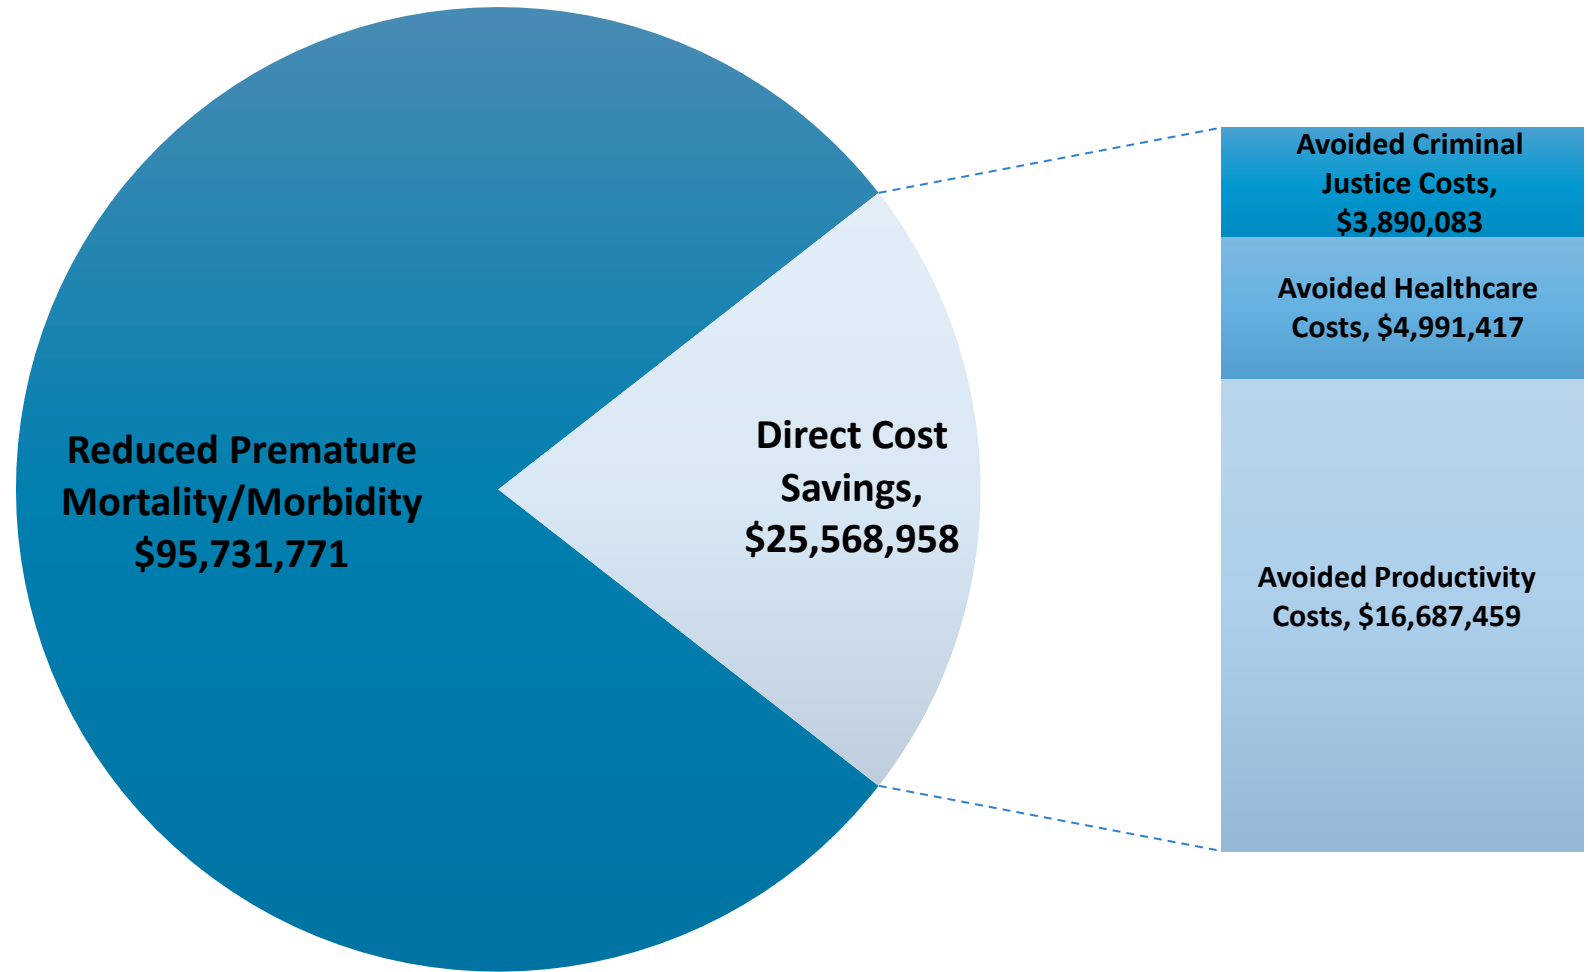 Reduced Premature
Mortality/Morbidity
$95,731,771
Direct Cost
Savings,
$25,568,958
Avoided Criminal
Justice Costs,
$3,890,083
Avoided Healthcare
Costs, $4,991,417
Avoided Productivity
Costs, $16,687,459